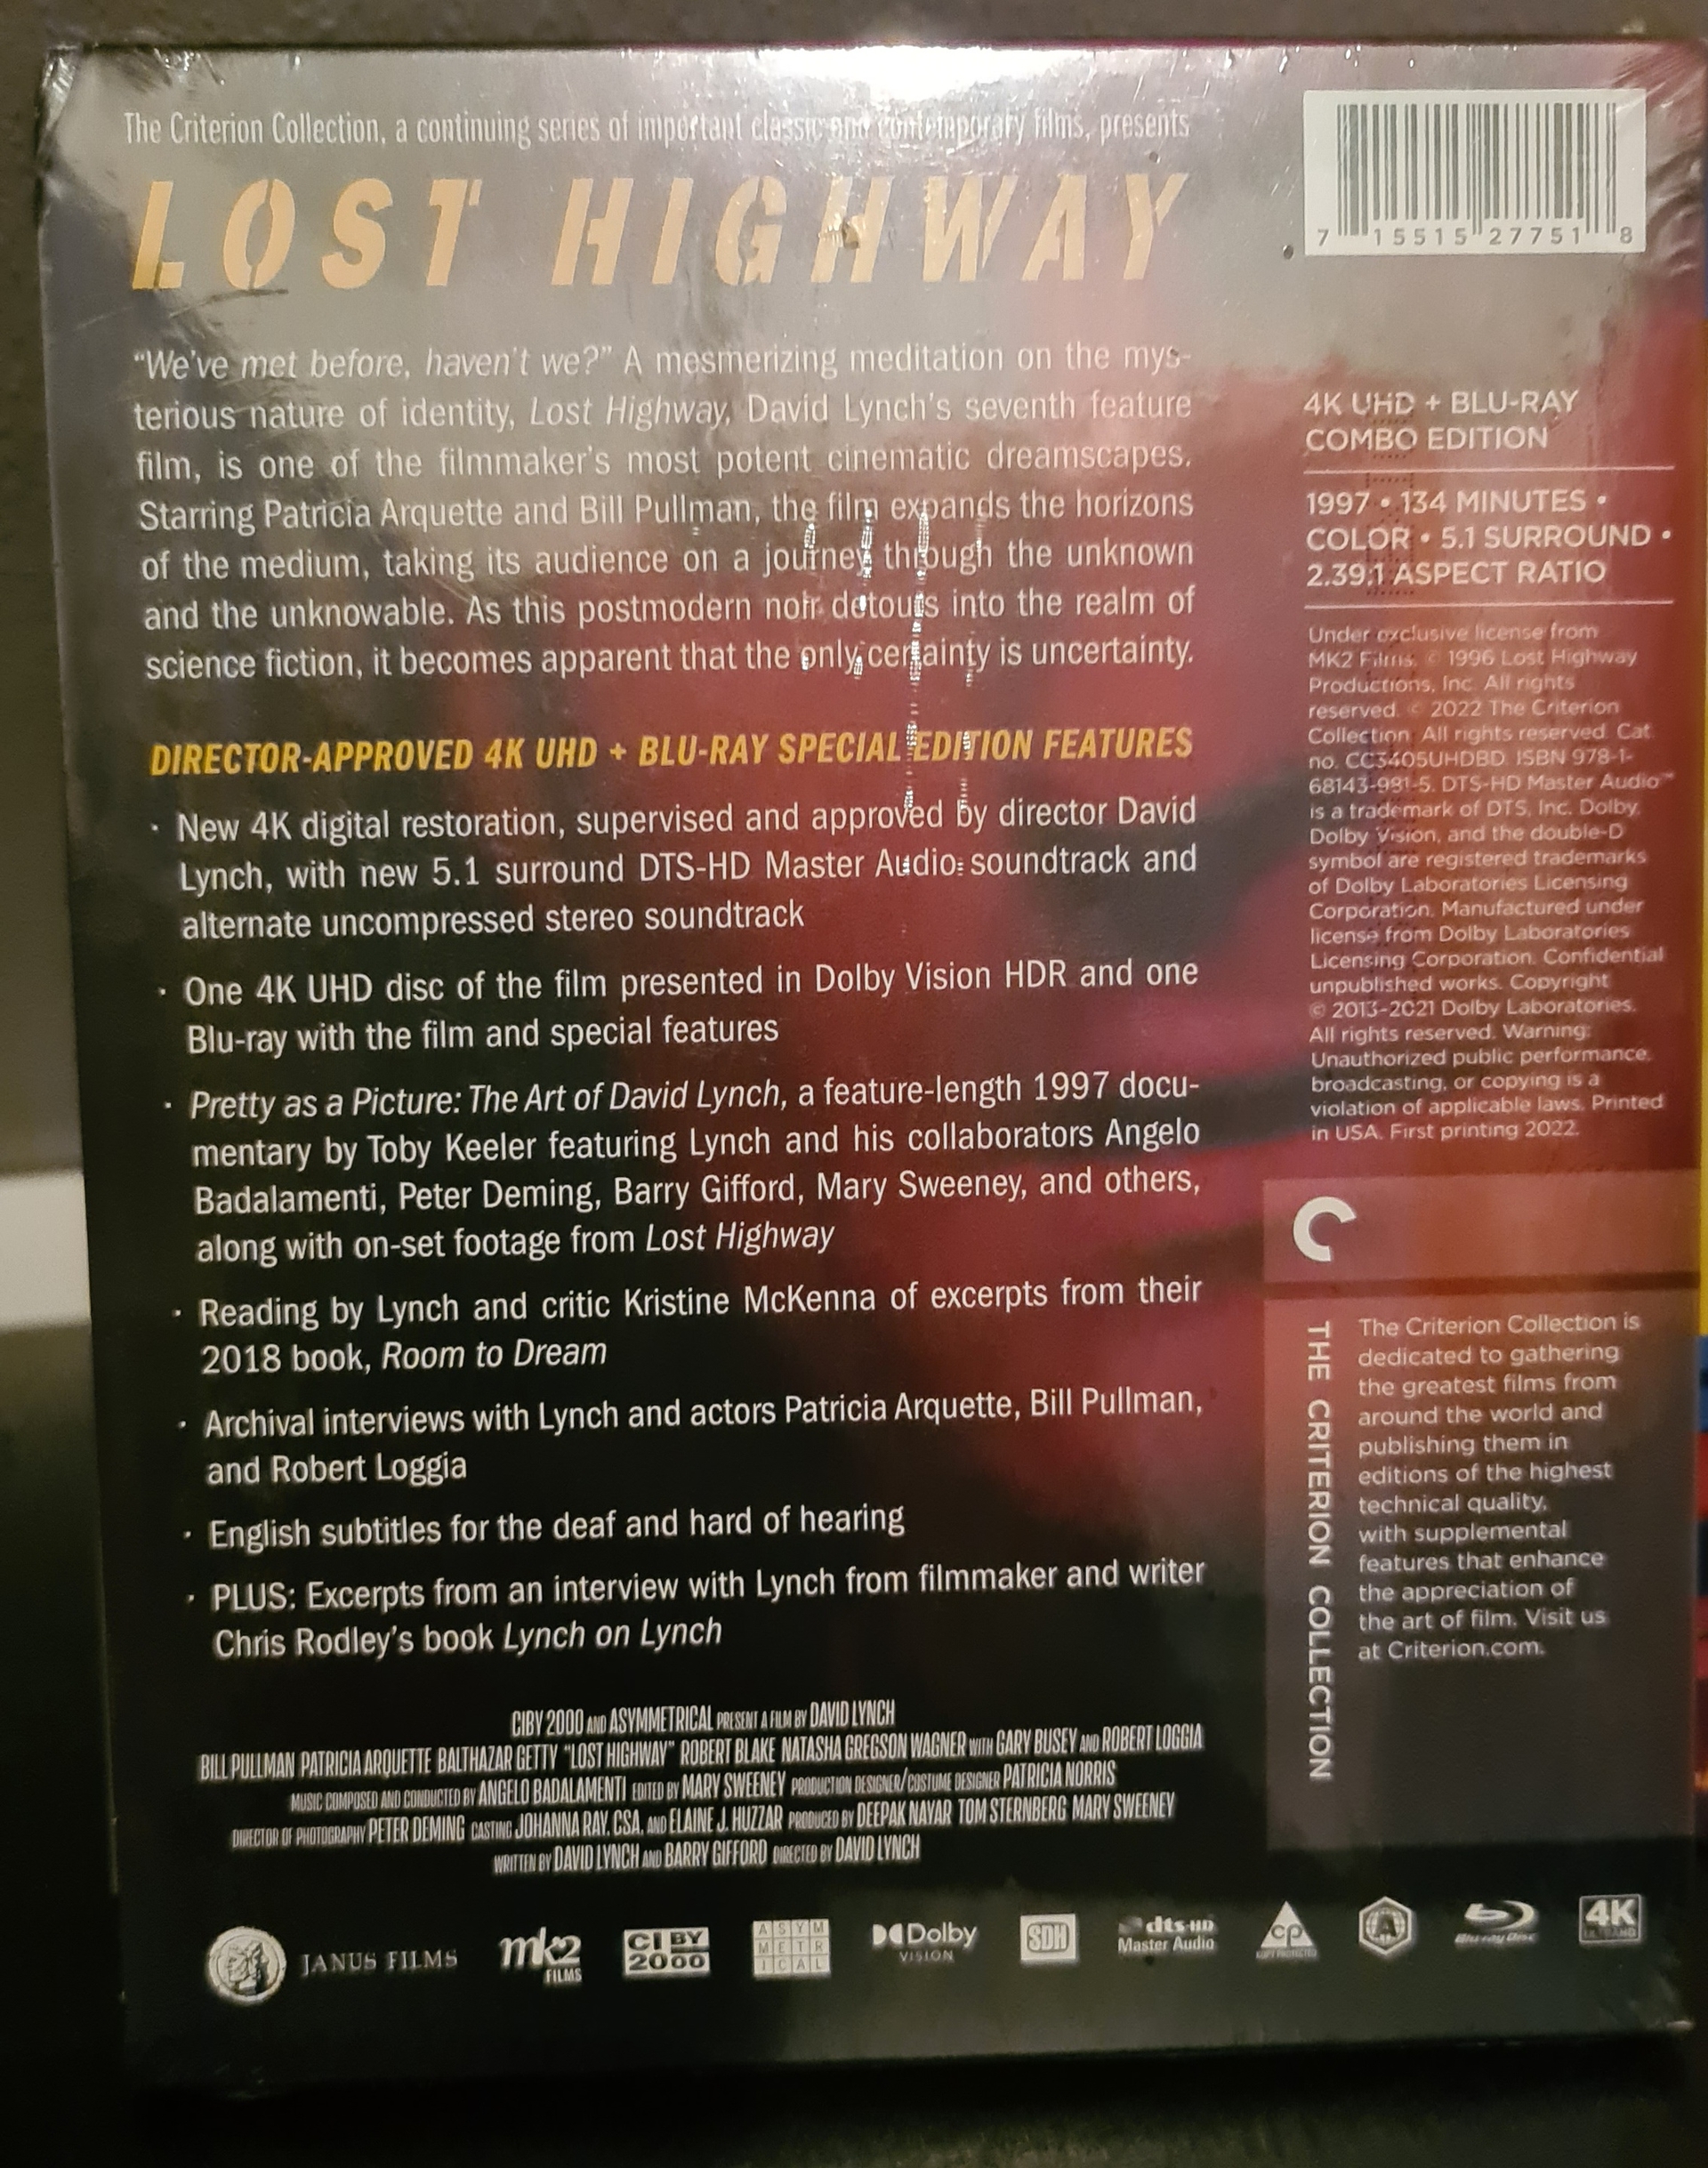 The Criterion Collection, a continuing series of important classic and contemporary films, presents
LOST HIGHWAY
“We’ve met before, haven’t we?” A mesmerizing meditation on the mys-
terious nature of identity, Lost Highway, David Lynch’s seventh feature
film, is one of the filmmaker’s most potent cinematic dreamscapes.
Starring Patricia Arquette and Bill Pullman, the film expands the horizons
of the medium, taking its audience on a journey through the unknown
and the unknowable. As this postmodern noir detours into the realm of
science fiction, it becomes apparent that the only certainty is uncertainty.
DIRECTOR-APPROVED 4K UHD + BLU-RAY SPECIAL EDITION FEATURES
· New 4K digital restoration, supervised and approved by director David
Lynch, with new 5.1 surround DTS-HD Master Audio soundtrack and
alternate uncompressed stereo soundtrack
· One 4K UHD disc of the film presented in Dolby Vision HDR and one
Blu-ray with the film and special features
· Pretty as a Picture: The Art of David Lynch, a feature-length 1997 docu-
mentary by Toby Keeler featuring Lynch and his collaborators Angelo
Badalamenti, Peter Deming, Barry Gifford, Mary Sweeney, and others,
along with on-set footage from Lost Highway
· Reading by Lynch and critic Kristine McKenna of excerpts from their
2018 book, Room to Dream
· Archival interviews with Lynch and actors Patricia Arquette, Bill Pullman,
and Robert Loggia
· English subtitles for the deaf and hard of hearing
· PLUS: Excerpts from an interview with Lynch from filmmaker and writer
Chris Rodley’s book Lynch on Lynch
CIBY 2000 AND ASYMMETRICAL PRESENT A FILM BY DAVID LYNCH
BILL PULLMAN PATRICIA ARQUETTE BALTHAZAR GETTY “LOST HIGHWAY” ROBERT BLAKE NATASHA GREGSON WAGNER WITH GARY BUSEY AND ROBERT LOGGIA
MUSIC COMPOSED AND CONDUCTED BY ANGELO BADALAMENTI EDITED BY MARY SWEENEY PRODUCTION DESIGNER/COSTUME DESIGNER PATRICIA NORRIS
DIRECTOR OF PHOTOGRAPHY PETER DEMING CASTING JOHANNA RAY, CSA, AND ELAINE J. HUZZAR PRODUCED BY DEEPAK NAYAR TOM STERNBERG MARY SWEENEY
WRITTEN BY DAVID LYNCH AND BARRY GIFFORD DIRECTED BY DAVID LYNCH
7 15515 27751 8
4K UHD + BLU-RAY
COMBO EDITION
1997 • 134 MINUTES •
COLOR • 5.1 SURROUND •
2.39:1 ASPECT RATIO
Under exclusive license from
MK2 Films. © 1996 Lost Highway
Productions, Inc. All rights
reserved. © 2022 The Criterion
Collection. All rights reserved. Cat.
no. CC3405UHDBD. ISBN 978-1-
68143-981-5. DTS-HD Master Audio™
is a trademark of DTS, Inc. Dolby,
Dolby Vision, and the double-D
symbol are registered trademarks
of Dolby Laboratories Licensing
Corporation. Manufactured under
license from Dolby Laboratories
Licensing Corporation. Confidential
unpublished works. Copyright
© 2013-2021 Dolby Laboratories.
All rights reserved. Warning:
Unauthorized public performance,
broadcasting, or copying is a
violation of applicable laws. Printed
in USA. First printing 2022.
THE CRITERION COLLECTION
The Criterion Collection is
dedicated to gathering
the greatest films from
around the world and
publishing them in
editions of the highest
technical quality,
with supplemental
features that enhance
the appreciation of
the art of film. Visit us
at Criterion.com.
JANUS FILMS
mk2
FILMS
CI BY
2000
ASYM
METR
ICAL
Dolby
VISION
SDH
dts-HD
Master Audio
cp
COPY PROTECTED
A
Blu-ray Disc
4K
ULTRA HD